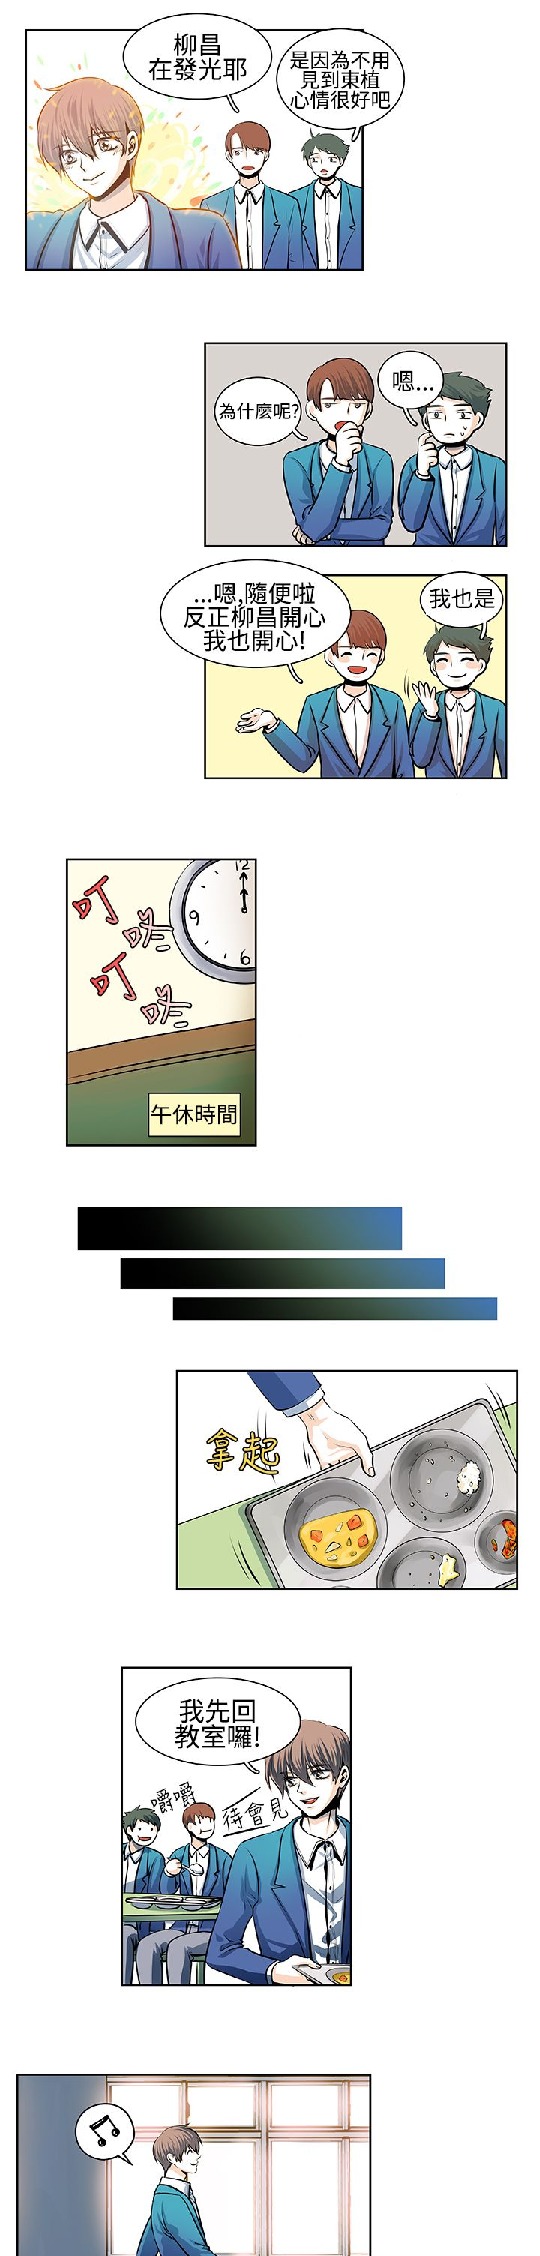 柳昌
在發光耶
是因為不用
見到東植
心情很好吧
為什麼呢?
嗯...
...嗯,隨便啦
反正柳昌開心
我也開心!
我也是
12
9
6
叮
咚
叮
咚
午休時間
拿起
我先回
教室囉!
嚼嚼
待會見